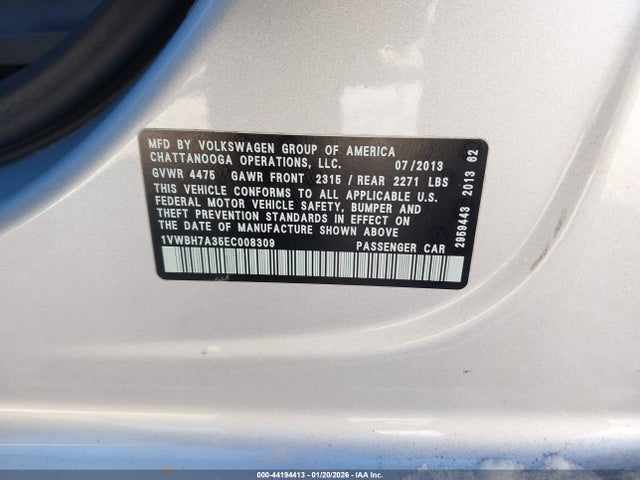 MFD BY VOLKSWAGEN GROUP OF AMERICA
CHATTANOOGA OPERATIONS, LLC. 07/2013
GVWR 4475 GAWR FRONT 2315 / REAR 2271 LBS
THIS VEHICLE CONFORMS TO ALL APPLICABLE U.S.
FEDERAL MOTOR VEHICLE SAFETY, BUMPER AND
THEFT PREVENTION STANDARDS IN EFFECT ON
THE DATE OF MANUFACTURE SHOWN ABOVE
1VWBH7A35EC008309 PASSENGER CAR
2959443 2013 62
000-44194413 - 01/20/2026 - IAA Inc.